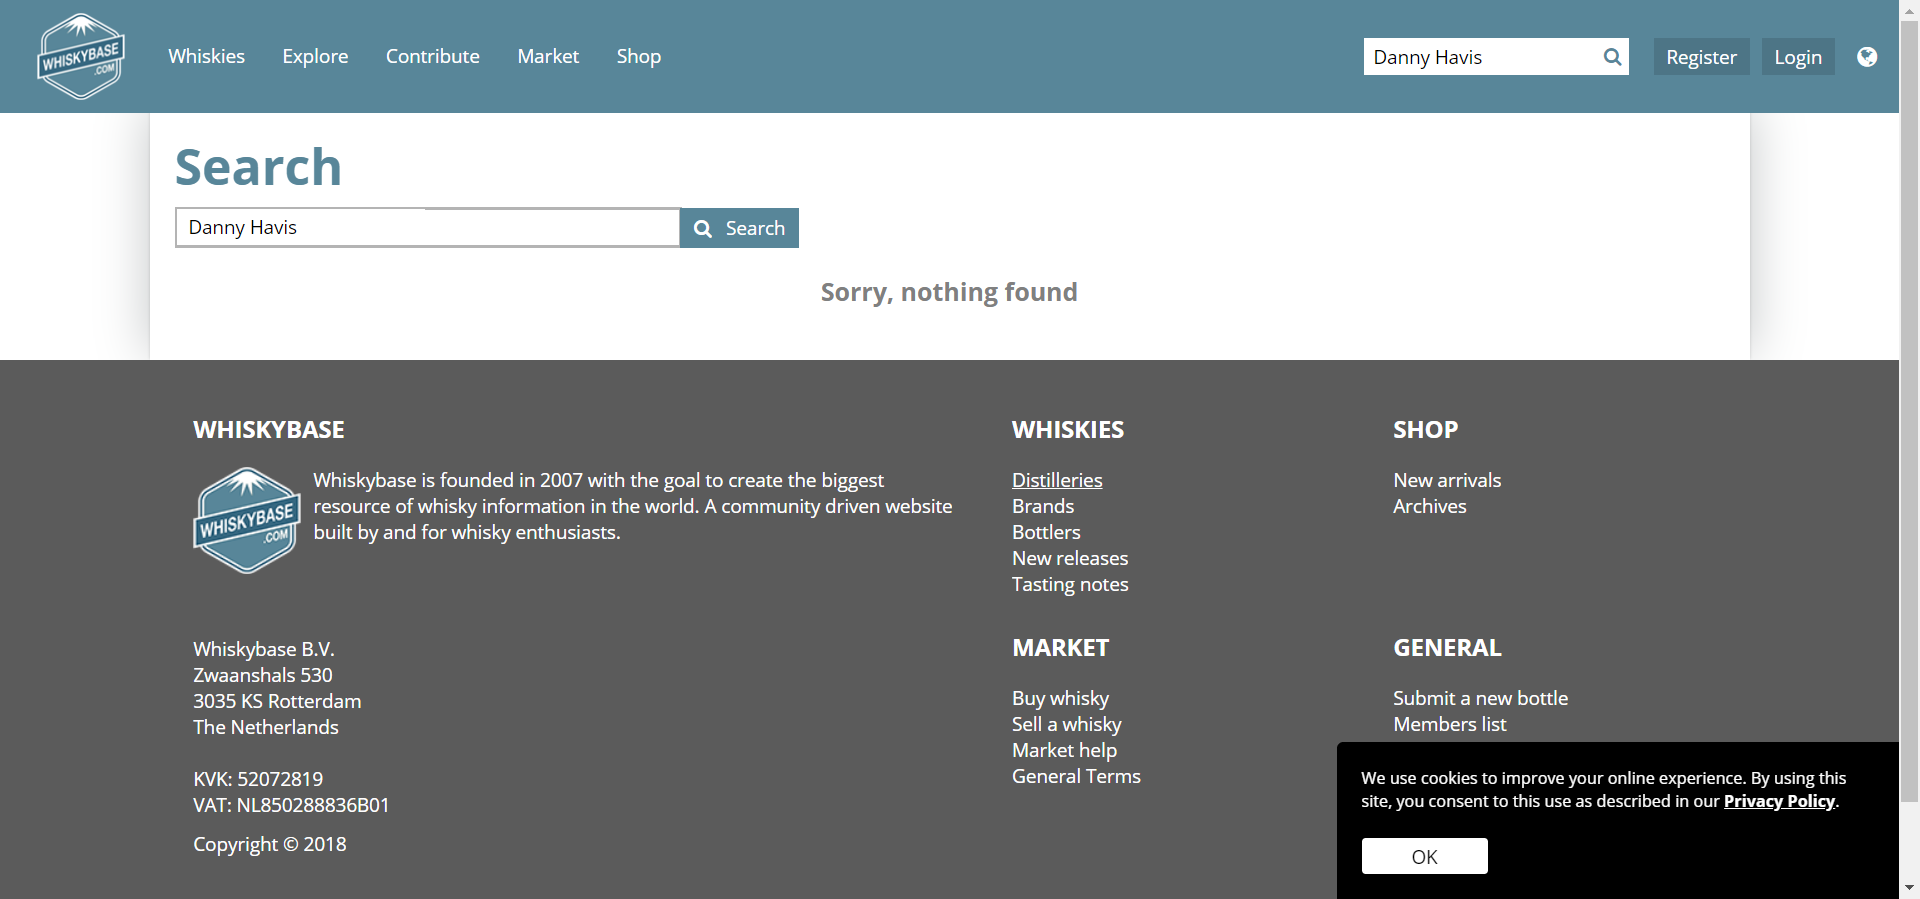 WHISKYBASE
.COM
Whiskies Explore Contribute Market Shop
Danny Havis
Register Login
Search
Danny Havis
Search
Sorry, nothing found
WHISKYBASE
WHISKYBASE
.COM
Whiskybase is founded in 2007 with the goal to create the biggest
resource of whisky information in the world. A community driven website
built by and for whisky enthusiasts.
Whiskybase B.V.
Zwaanshals 530
3035 KS Rotterdam
The Netherlands
KVK: 52072819
VAT: NL850288836B01
Copyright © 2018
WHISKIES
Distilleries
Brands
Bottlers
New releases
Tasting notes
SHOP
New arrivals
Archives
MARKET
Buy whisky
Sell a whisky
Market help
General Terms
GENERAL
Submit a new bottle
Members list
We use cookies to improve your online experience. By using this
site, you consent to this use as described in our Privacy Policy.
OK